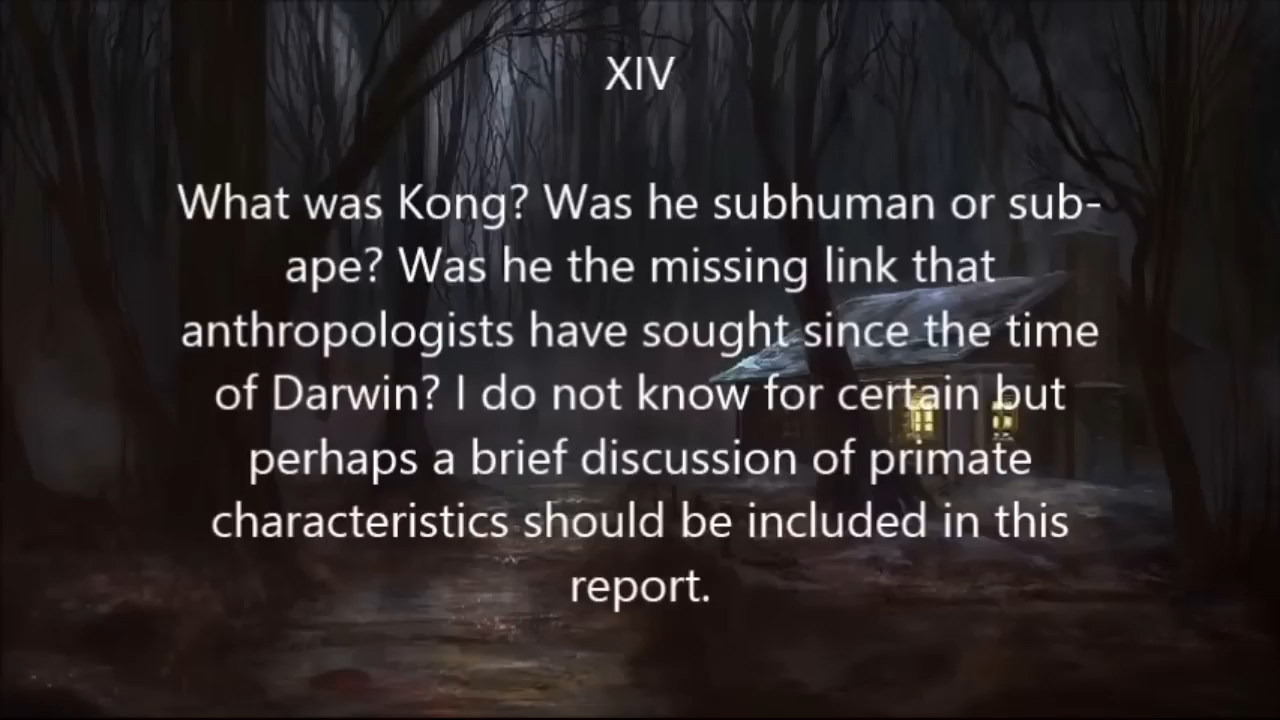 XIV
What was Kong? Was he subhuman or sub-
ape? Was he the missing link that
anthropologists have sought since the time
of Darwin? I do not know for certain but
perhaps a brief discussion of primate
characteristics should be included in this
report.